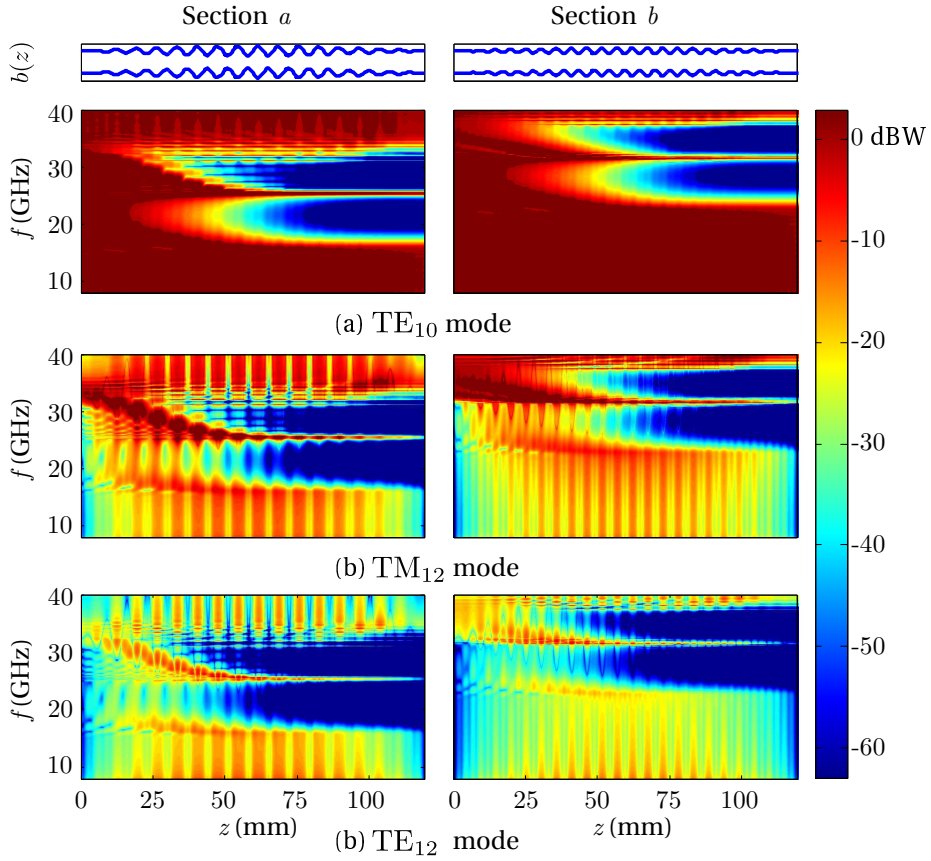 Section a Section b
b(z)
40
30
20
10
f (GHz)
0 dBW
-10
-20
-30
-40
-50
-60
(a) TE10 mode
40
30
20
10
f (GHz)
(b) TM12 mode
40
30
20
10
f (GHz)
0 25 50 75 100
0 25 50 75 100
z (mm) z (mm)
(b) TE12 mode